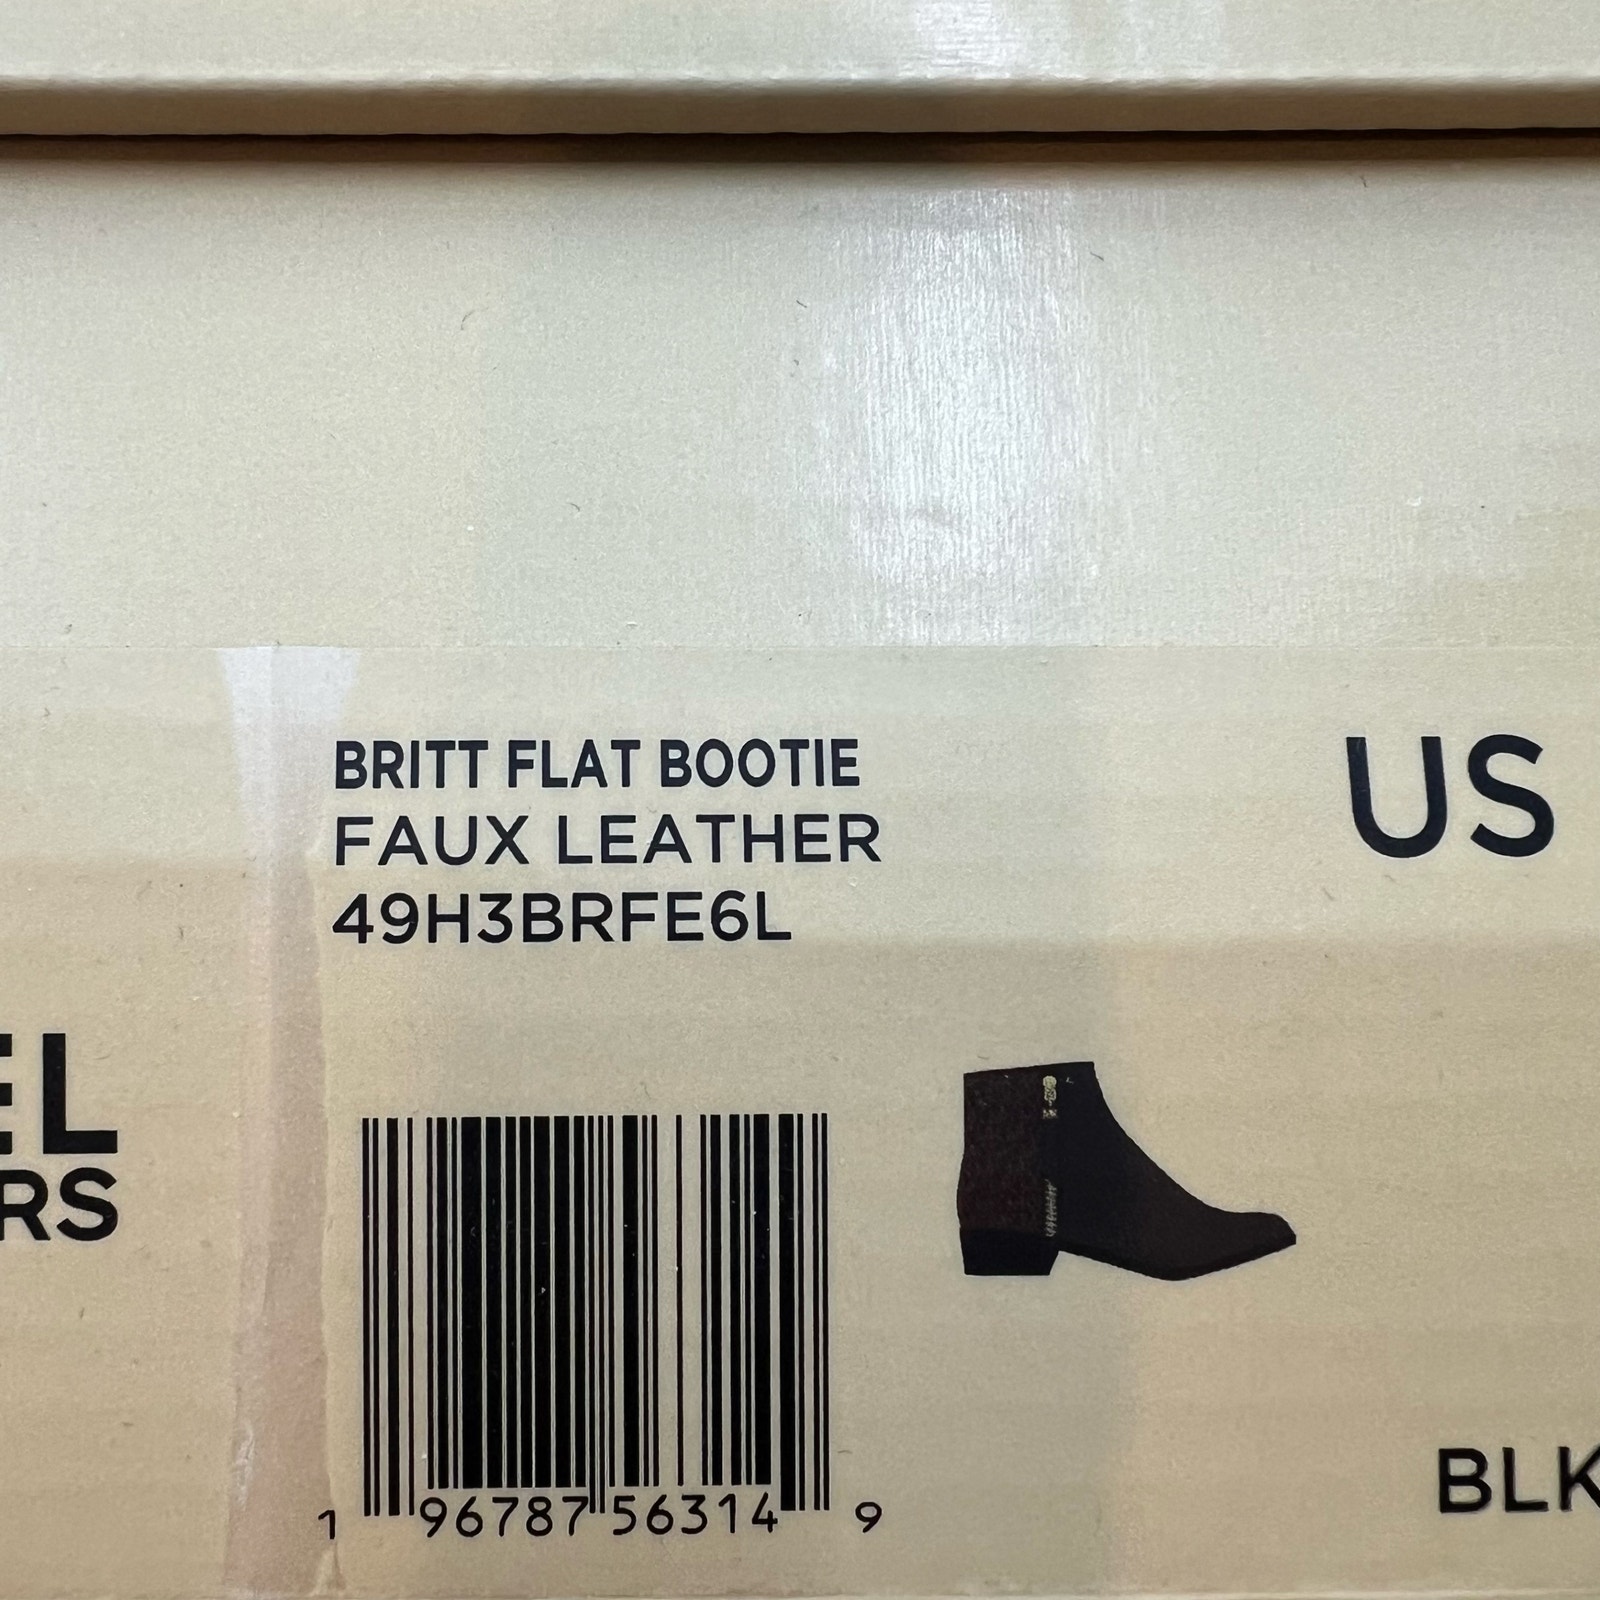 BRITT FLAT BOOTIE
FAUX LEATHER
49H3BRFE6L
US
EL
RS
1 96787 56314 9
BLK